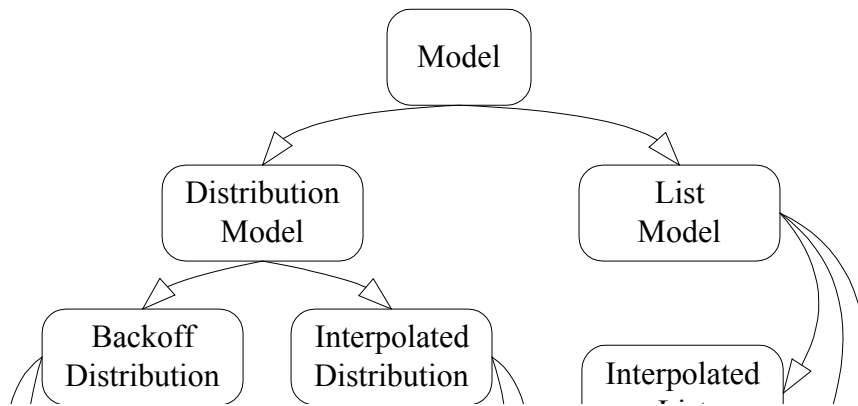 Model
Distribution
Model
List
Model
Backoff
Distribution
Interpolated
Distribution
Interpolated